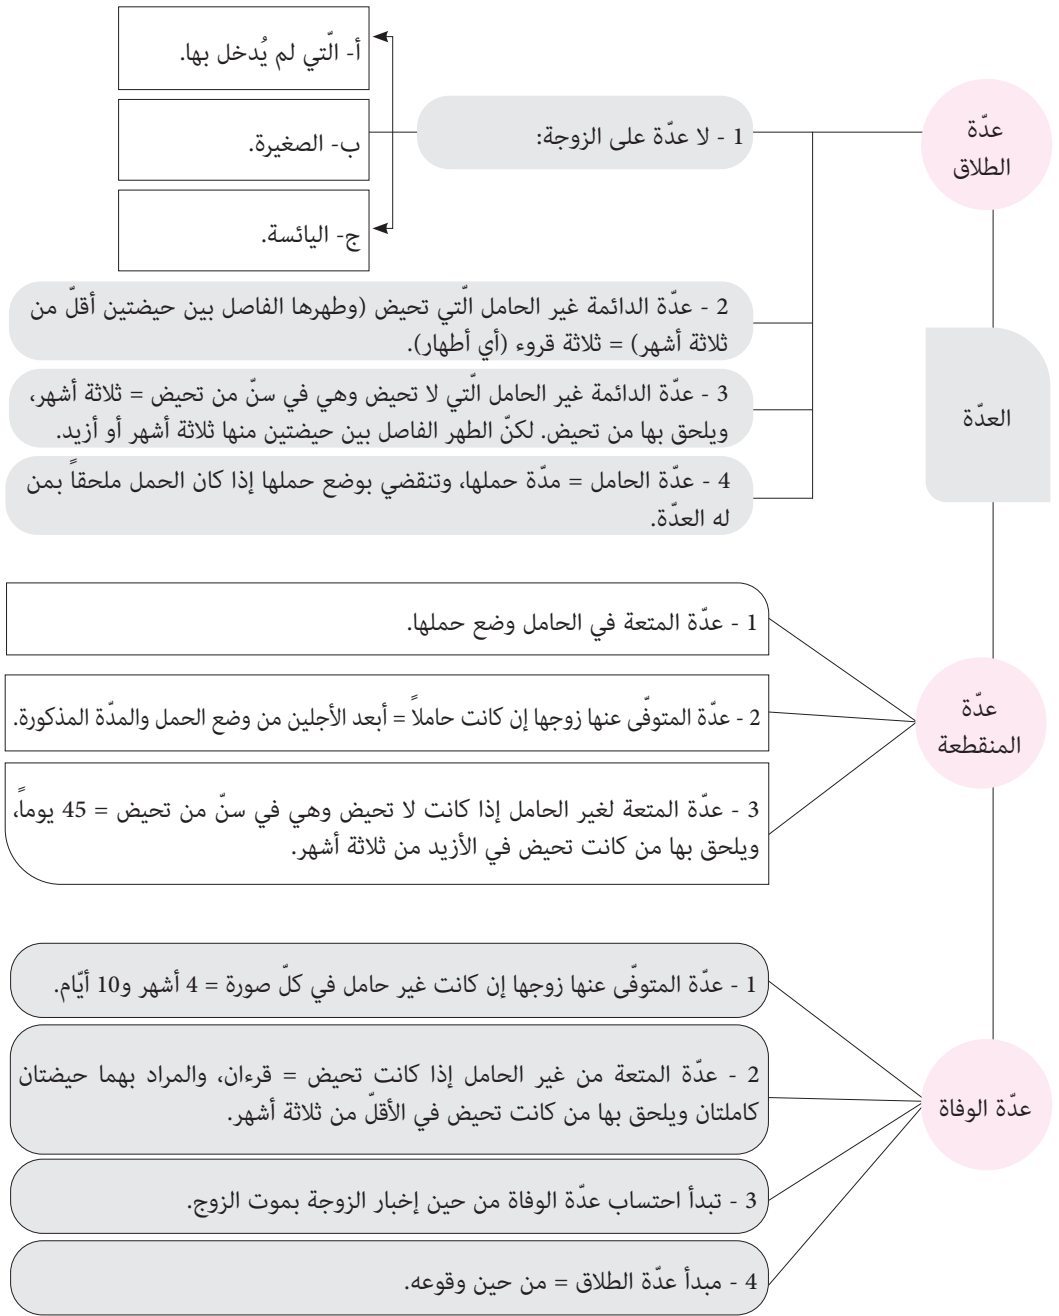 عدّة
الطلاق
1 - لا عدّة على الزوجة:
أ- الّتي لم يُدخل بها.
ب- الصغيرة.
ج- اليائسة.
2 - عدّة الدائمة غير الحامل الّتي تحيض (وطهرها الفاصل بين حيضتين أقلّ من
ثلاثة أشهر) = ثلاثة قروء (أي أطهار).
3 - عدّة الدائمة غير الحامل الّتي لا تحيض وهي في سنّ من تحيض = ثلاثة أشهر،
ويلحق بها من تحيض. لكنّ الطهر الفاصل بين حيضتين منها ثلاثة أشهر أو أزيد.
4 - عدّة الحامل = مدّة حملها، وتنقضي بوضع حملها إذا كان الحمل ملحقاً بمن
له العدّة.
العدّة
عدّة
المنقطعة
1 - عدّة المتعة في الحامل وضع حملها.
2 - عدّة المتوفّى عنها زوجها إن كانت حاملاً = أبعد الأجلين من وضع الحمل والمدّة المذكورة.
3 - عدّة المتعة لغير الحامل إذا كانت لا تحيض وهي في سنّ من تحيض = 45 يوماً،
ويلحق بها من كانت تحيض في الأزيد من ثلاثة أشهر.
عدّة الوفاة
1 - عدّة المتوفّى عنها زوجها إن كانت غير حامل في كلّ صورة = 4 أشهر و10 أيّام.
2 - عدّة المتعة من غير الحامل إذا كانت تحيض = قرءان، والمراد بهما حيضتان
كاملتان ويلحق بها من كانت تحيض في الأقلّ من ثلاثة أشهر.
3 - تبدأ احتساب عدّة الوفاة من حين إخبار الزوجة بموت الزوج.
4 - مبدأ عدّة الطلاق = من حين وقوعه.